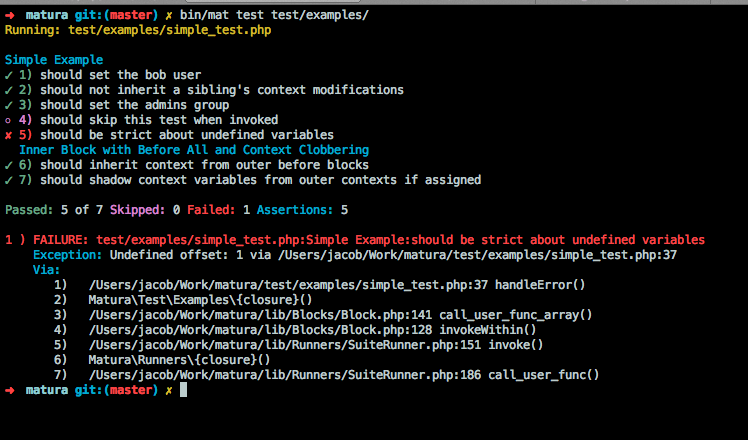 ➜  matura git:(master) ✗ bin/mat test test/examples/
Running: test/examples/simple_test.php
Simple Example
✓ 1) should set the bob user
✓ 2) should not inherit a sibling's context modifications
✓ 3) should set the admins group
○ 4) should skip this test when invoked
✘ 5) should be strict about undefined variables
  Inner Block with Before All and Context Clobbering
✓ 6) should inherit context from outer before blocks
✓ 7) should shadow context variables from outer contexts if assigned
Passed: 5 of 7 Skipped: 0 Failed: 1 Assertions: 5
1 ) FAILURE: test/examples/simple_test.php:Simple Example:should be strict about undefined variables
    Exception: Undefined offset: 1 via /Users/jacob/Work/matura/test/examples/simple_test.php:37
    Via:
       1)   /Users/jacob/Work/matura/test/examples/simple_test.php:37 handleError()
       2)   Matura\Test\Examples\{closure}()
       3)   /Users/jacob/Work/matura/lib/Blocks/Block.php:141 call_user_func_array()
       4)   /Users/jacob/Work/matura/lib/Blocks/Block.php:128 invokeWithin()
       5)   /Users/jacob/Work/matura/lib/Runners/SuiteRunner.php:151 invoke()
       6)   Matura\Runners\{closure}()
       7)   /Users/jacob/Work/matura/lib/Runners/SuiteRunner.php:186 call_user_func()
➜  matura git:(master) ✗